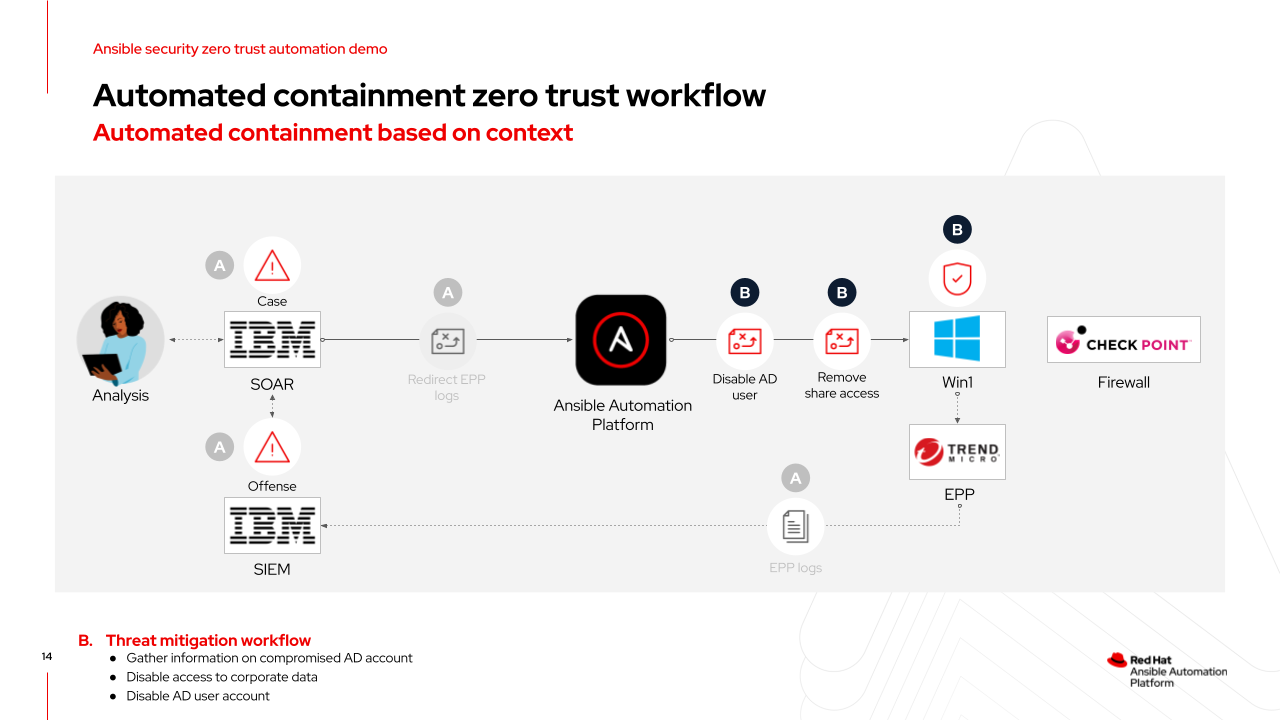 Ansible security zero trust automation demo
Automated containment zero trust workflow
Automated containment based on context
B
A
Case
A
B
B
IBM
CHECK POINT
Analysis
SOAR
Redirect EPP
logs
Ansible Automation
Platform
Disable AD
user
Remove
share access
Win1
Firewall
A
Offense
TREND
MICRO
EPP
A
IBM
SIEM
EPP logs
B. Threat mitigation workflow
● Gather information on compromised AD account
● Disable access to corporate data
● Disable AD user account
14
Red Hat
Ansible Automation
Platform